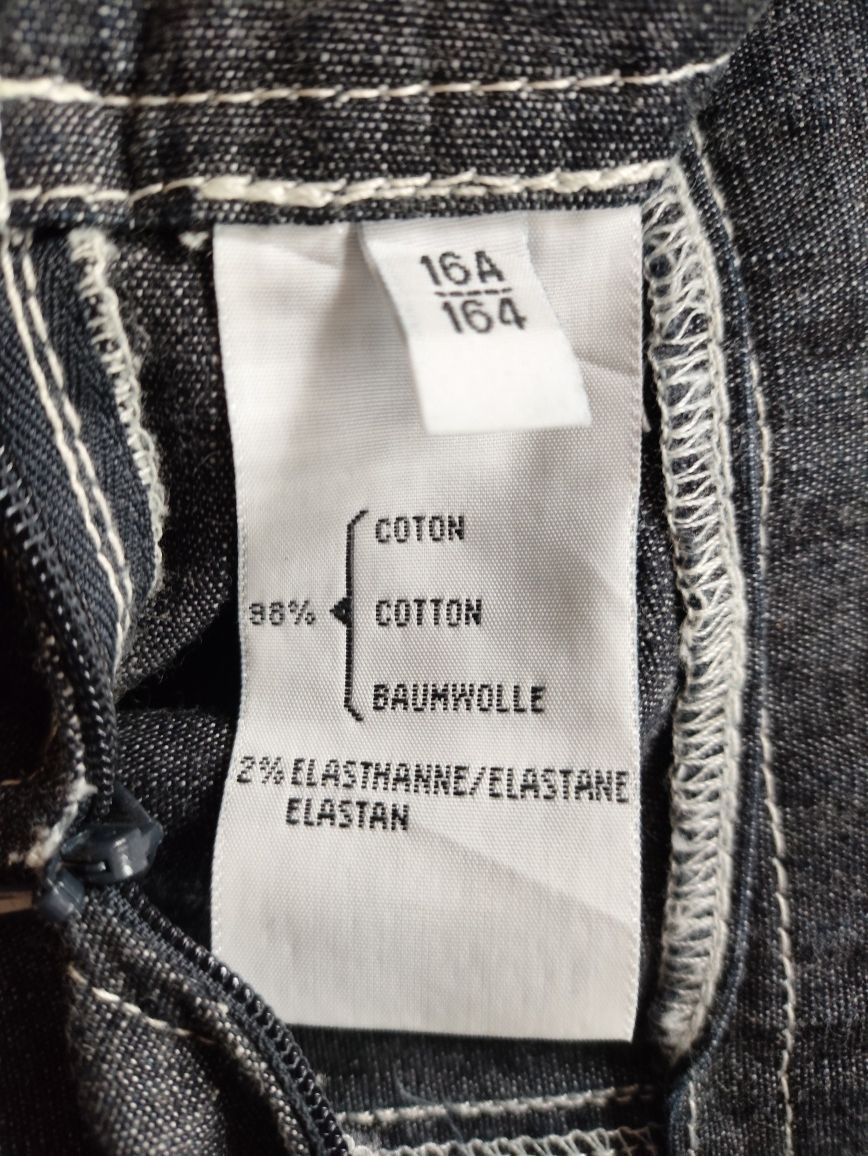 16A
164
COTON
98% COTTON
BAUMWOLLE
2% ELASTHANNE/ELASTANE
ELASTAN